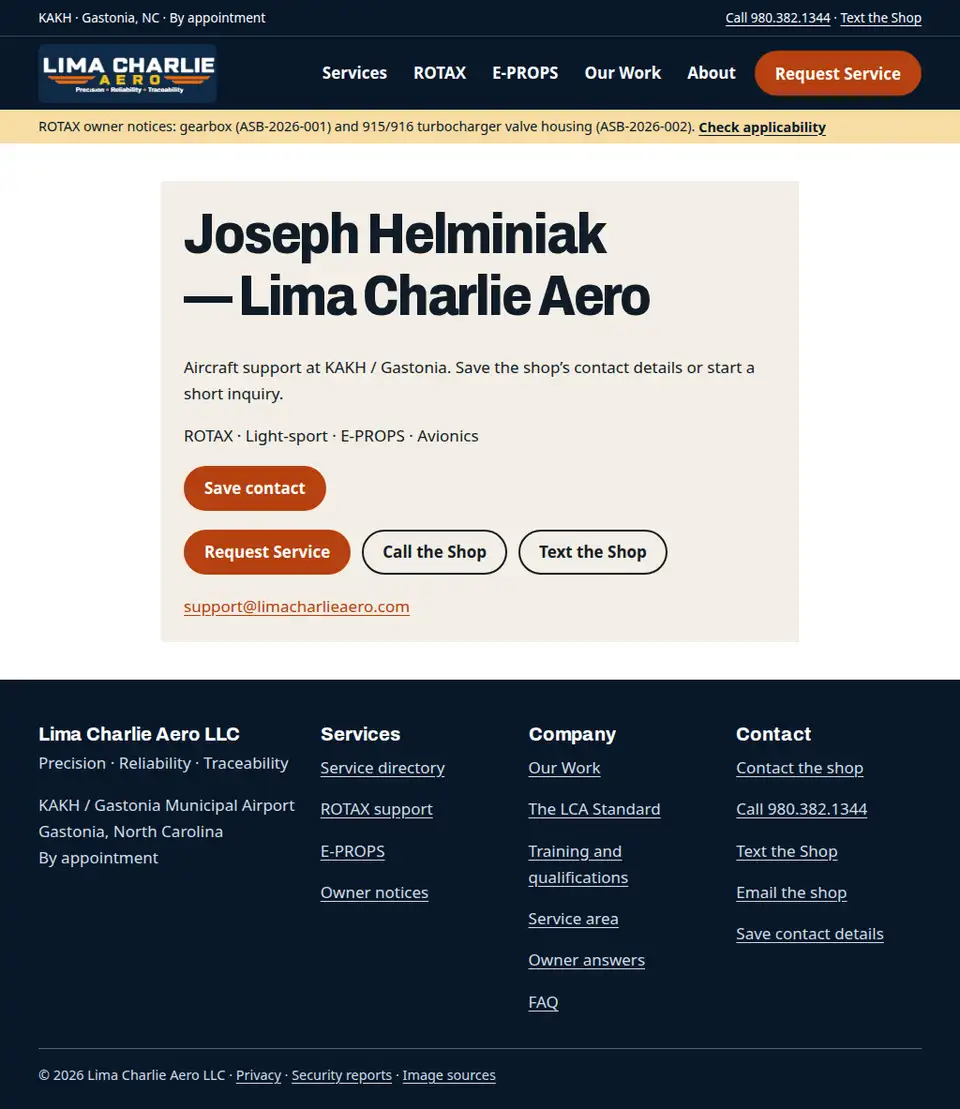 KAKH · Gastonia, NC · By appointment
Call 980.382.1344 · Text the Shop
LIMA CHARLIE
AERO
Precision • Reliability • Traceability
Services ROTAX E-PROPS Our Work About Request Service
ROTAX owner notices: gearbox (ASB-2026-001) and 915/916 turbocharger valve housing (ASB-2026-002). Check applicability
Joseph Helminiak
— Lima Charlie Aero
Aircraft support at KAKH / Gastonia. Save the shop’s contact details or start a
short inquiry.
ROTAX · Light-sport · E-PROPS · Avionics
Save contact
Request Service Call the Shop Text the Shop
support@limacharlieaero.com
Lima Charlie Aero LLC
Precision · Reliability · Traceability
KAKH / Gastonia Municipal Airport
Gastonia, North Carolina
By appointment
Services
Service directory
ROTAX support
E-PROPS
Owner notices
Company
Our Work
The LCA Standard
Training and
qualifications
Service area
Owner answers
FAQ
Contact
Contact the shop
Call 980.382.1344
Text the Shop
Email the shop
Save contact details
© 2026 Lima Charlie Aero LLC · Privacy · Security reports · Image sources